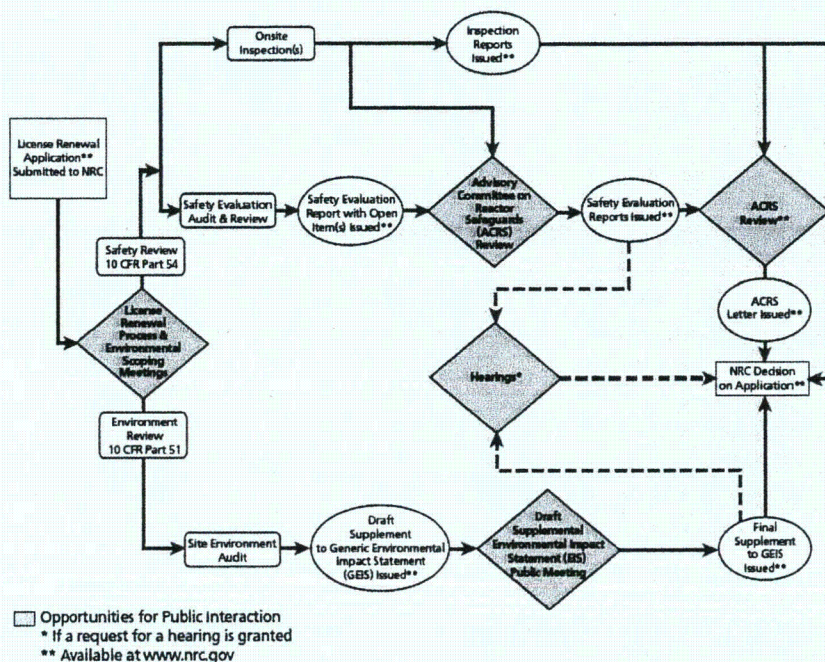 Onsite
Inspection(s)
Inspection
Reports
Issued**
License Renewal
Application**
Submitted to NRC
Safety Evaluation
Audit & Review
Safety Evaluation
Report with Open
Item(s) Issued**
Advisory
Committee on
Reactor
Safeguards
(ACRS)
Review
Safety Evaluation
Reports Issued**
ACRS
Review**
Safety Review
10 CFR Part 54
License
Renewal
Process &
Environmental
Scoping
Meetings
ACRS
Letter Issued**
Hearings*
NRC Decision
on Application**
Environment
Review
10 CFR Part 51
Site Environment
Audit
Draft
Supplement
to Generic Environmental
Impact Statement
(GEIS) Issued**
Draft
Supplemental
Environmental Impact
Statement (EIS)
Public Meeting
Final
Supplement
to GEIS
Issued**
Opportunities for Public Interaction
* If a request for a hearing is granted
** Available at www.nrc.gov